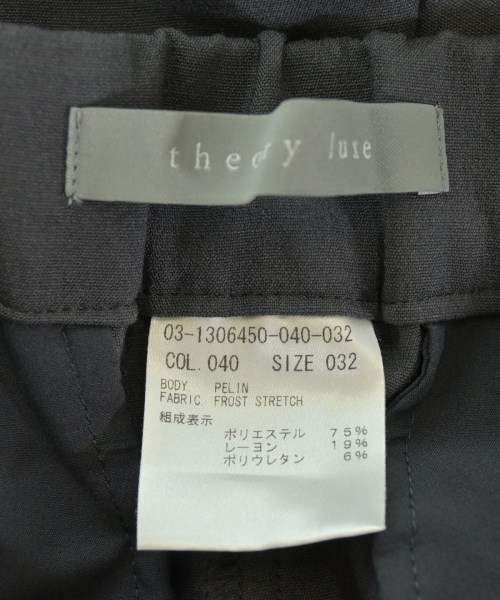 theory luxe
03-1306450-040-032
COL. 040 SIZE 032
BODY. PELIN
FABRIC. FROST STRETCH
組成表示
ポリエステル 75%
レーヨン 19%
ポリウレタン 6%